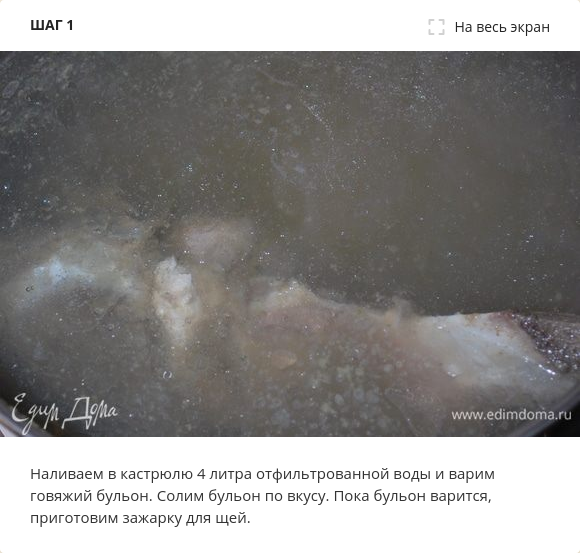 ШАГ 1
На весь экран
Едим Дома
www.edimdoma.ru
Наливаем в кастрюлю 4 литра отфильтрованной воды и варим
говяжий бульон. Солим бульон по вкусу. Пока бульон варится,
приготовим зажарку для щей.